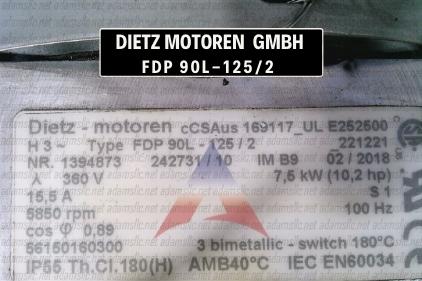 DIETZ MOTOREN GMBH
FDP 90L-125/2
Dietz - motoren cCSAus 169117_UL E252500
H 3 - Type FDP 90L - 125 / 2 221221
NR. 1394873 242731 / 10 IM B9 02 / 2018
λ 360 V 7,5 kW (10,2 hp)
15,5 A S 1
5850 rpm 100 Hz
cos φ 0,89
56150160300 3 bimetallic - switch 180°C
IP55 Th.Cl.180(H) AMB40°C IEC EN60034